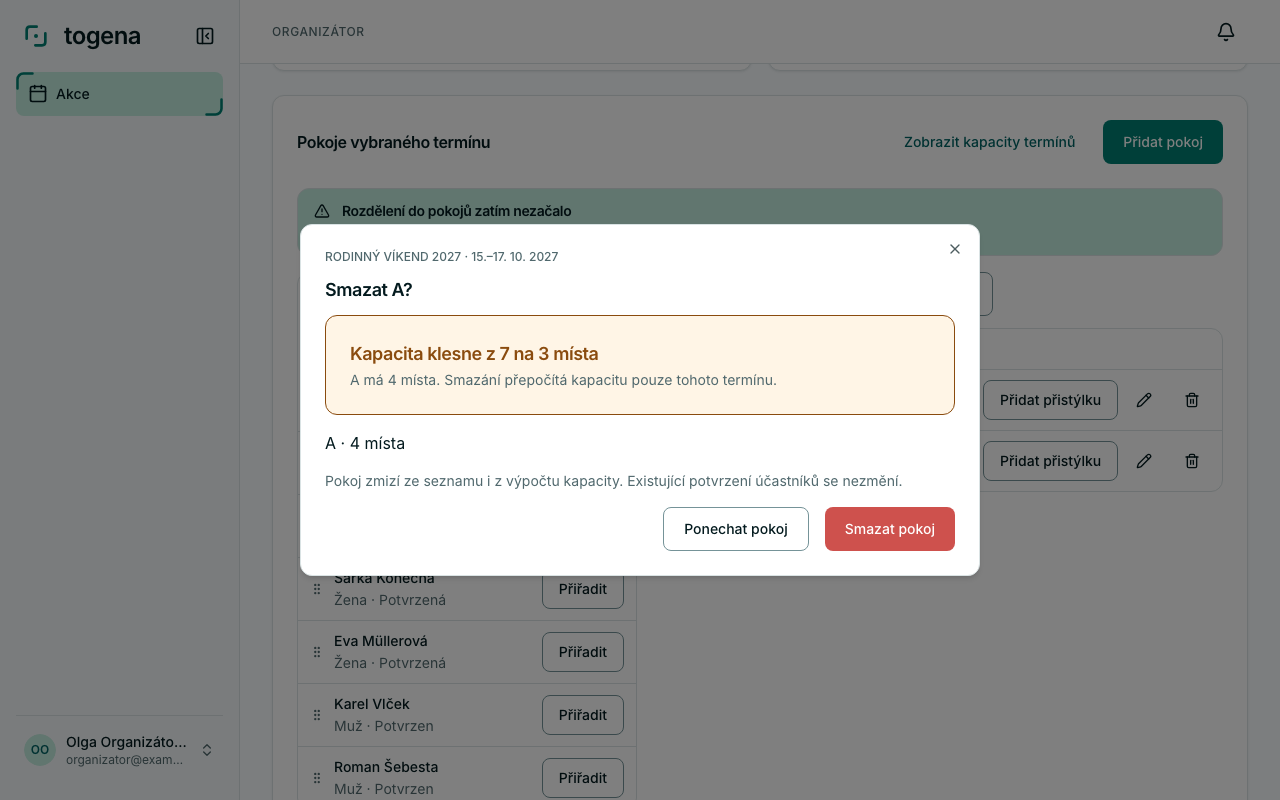 togena
ORGANIZÁTOR
Akce
Pokoje vybraného termínu
Zobrazit kapacity termínů
Přidat pokoj
Rozdělení do pokojů zatím nezačalo
RODINNÝ VÍKEND 2027 · 15.–17. 10. 2027
Smazat A?
Kapacita klesne z 7 na 3 místa
A má 4 místa. Smazání přepočítá kapacitu pouze tohoto termínu.
A · 4 místa
Pokoj zmizí ze seznamu i z výpočtu kapacity. Existující potvrzení účastníků se nezmění.
Ponechat pokoj
Smazat pokoj
Přidat přistýlku
Přidat přistýlku
Šárka Konečná
Žena · Potvrzená
Přiřadit
Eva Müllerová
Žena · Potvrzená
Přiřadit
Karel Vlček
Muž · Potvrzen
Přiřadit
Roman Šebesta
Muž · Potvrzen
Přiřadit
OO
Olga Organizáto...
organizator@exam...